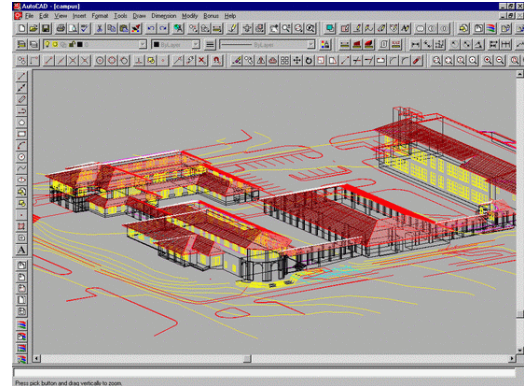 AutoCAD - [campus]
File Edit View Insert Format Tools Draw Dimension Modify Bonus Help
0 ByLayer ByLayer
A
Press pick button and drag vertically to zoom.